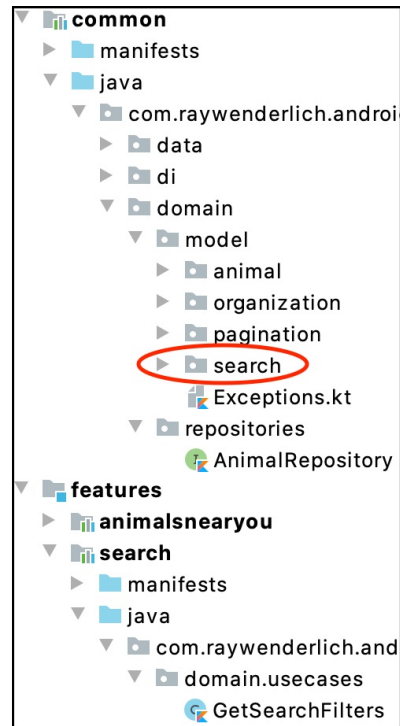 common
manifests
java
com.raywenderlich.androi
data
di
domain
model
animal
organization
pagination
search
Exceptions.kt
repositories
AnimalRepository
features
animalsnearyou
search
manifests
java
com.raywenderlich.and
domain.usecases
GetSearchFilters